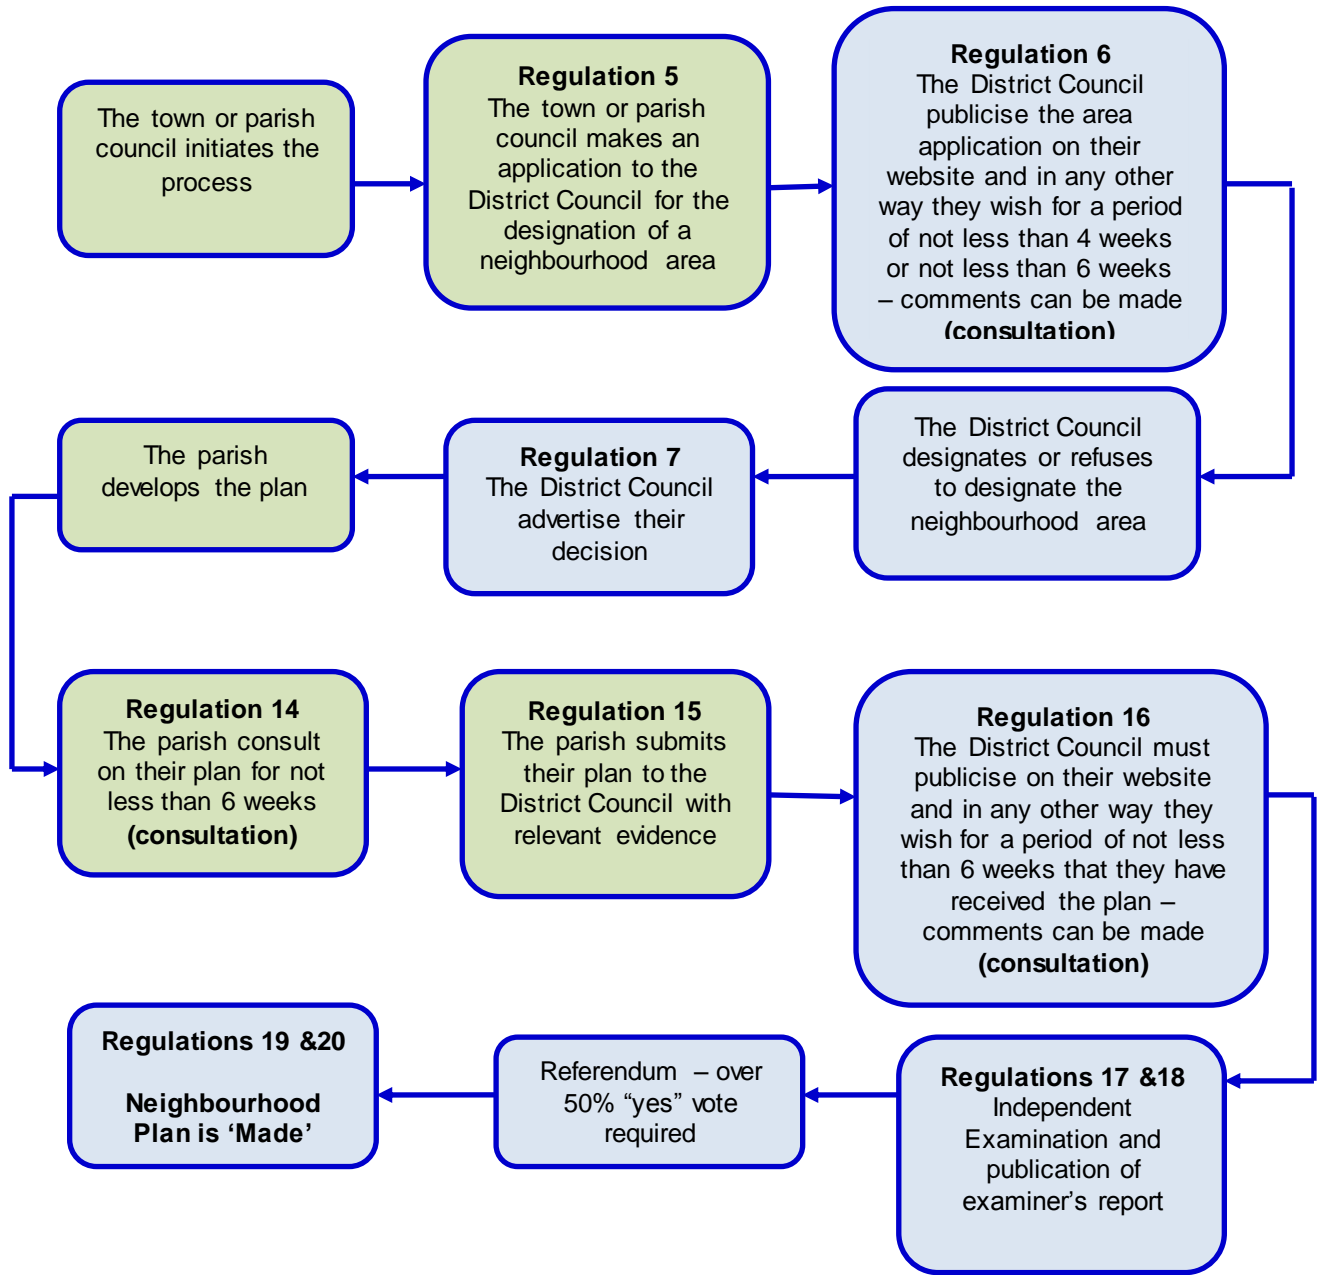 The town or parish
council initiates the
process
Regulation 5
The town or parish
council makes an
application to the
District Council for the
designation of a
neighbourhood area
Regulation 6
The District Council
publicise the area
application on their
website and in any other
way they wish for a period
of not less than 4 weeks
or not less than 6 weeks
– comments can be made
(consultation)
The District Council
designates or refuses
to designate the
neighbourhood area
Regulation 7
The District Council
advertise their
decision
The parish
develops the plan
Regulation 14
The parish consult
on their plan for not
less than 6 weeks
(consultation)
Regulation 15
The parish submits
their plan to the
District Council with
relevant evidence
Regulation 16
The District Council must
publicise on their website
and in any other way they
wish for a period of not less
than 6 weeks that they have
received the plan –
comments can be made
(consultation)
Regulations 17 &18
Independent
Examination and
publication of
examiner’s report
Referendum – over
50% “yes” vote
required
Regulations 19 &20
Neighbourhood
Plan is ‘Made’